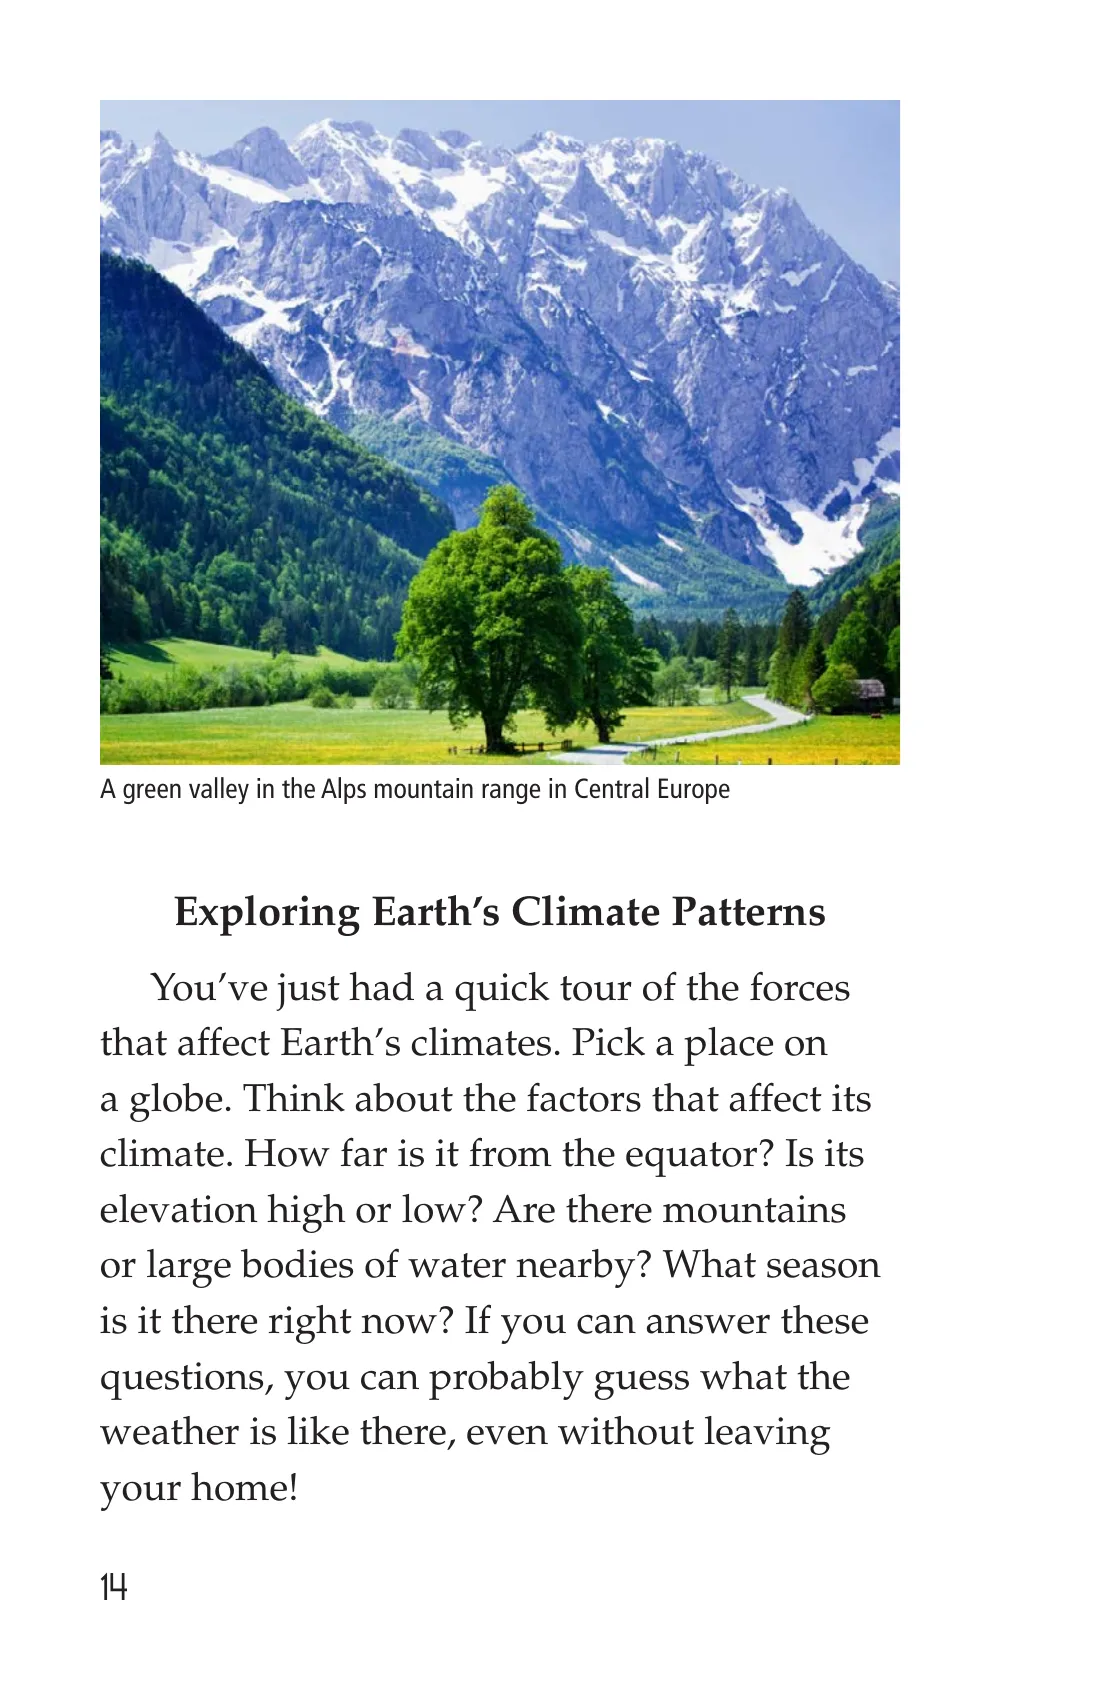 A green valley in the Alps mountain range in Central Europe
Exploring Earth’s Climate Patterns
You’ve just had a quick tour of the forces
that affect Earth’s climates. Pick a place on
a globe. Think about the factors that affect its
climate. How far is it from the equator? Is its
elevation high or low? Are there mountains
or large bodies of water nearby? What season
is it there right now? If you can answer these
questions, you can probably guess what the
weather is like there, even without leaving
your home!
14